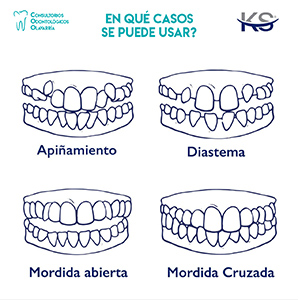 CONSULTORIOS
ODONTOLÓGICOS
OLAVARRÍA
EN QUÉ CASOS
SE PUEDE USAR?
KS
Apiñamiento
Diastema
Mordida abierta
Mordida Cruzada